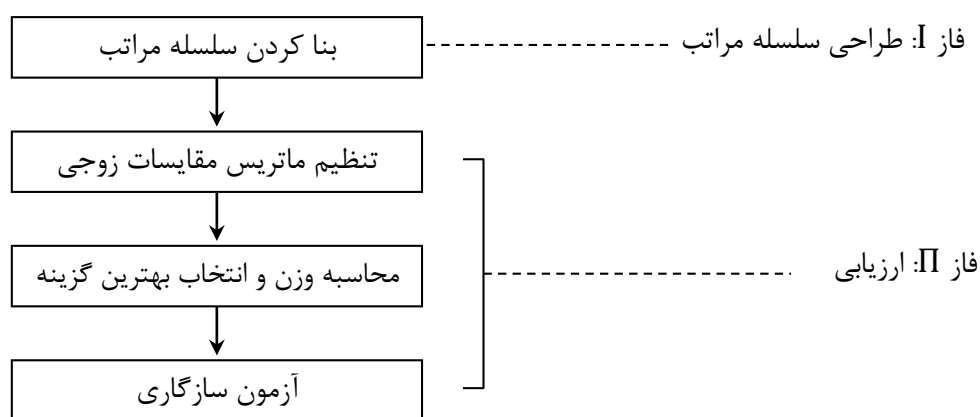 بنا کردن سلسله مراتب
فاز I: طراحی سلسله مراتب
تنظیم ماتریس مقایسات زوجی
محاسبه وزن و انتخاب بهترین گزینه
فاز Π: ارزیابی
آزمون سازگاری